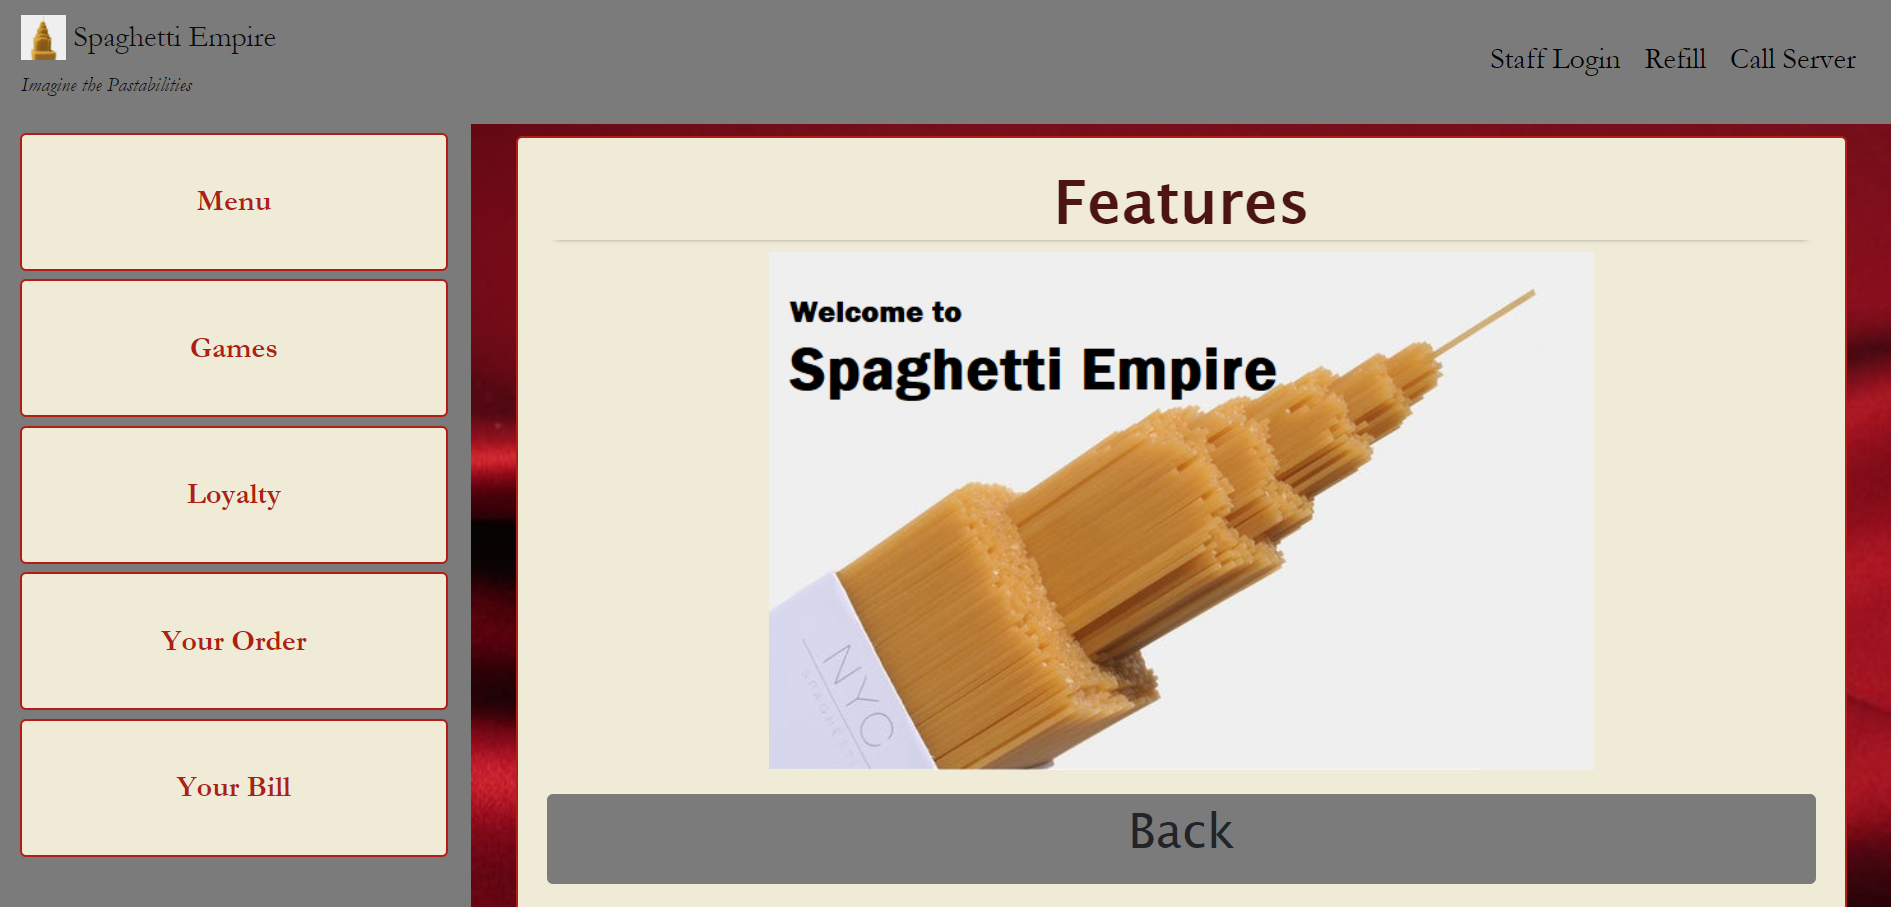 Spaghetti Empire
Imagine the Pastabilities
Staff Login Refill Call Server
Menu
Games
Loyalty
Your Order
Your Bill
Features
Welcome to
Spaghetti Empire
NYC
SPAGHETTI
Back